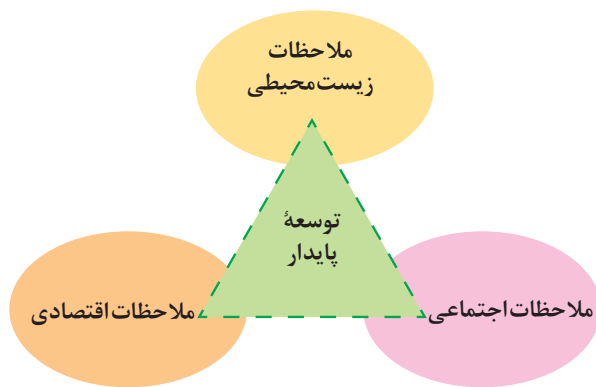 ملاحظات
زیست‌محیطی
توسعهٔ
پایدار
ملاحظات اجتماعی
ملاحظات اقتصادی